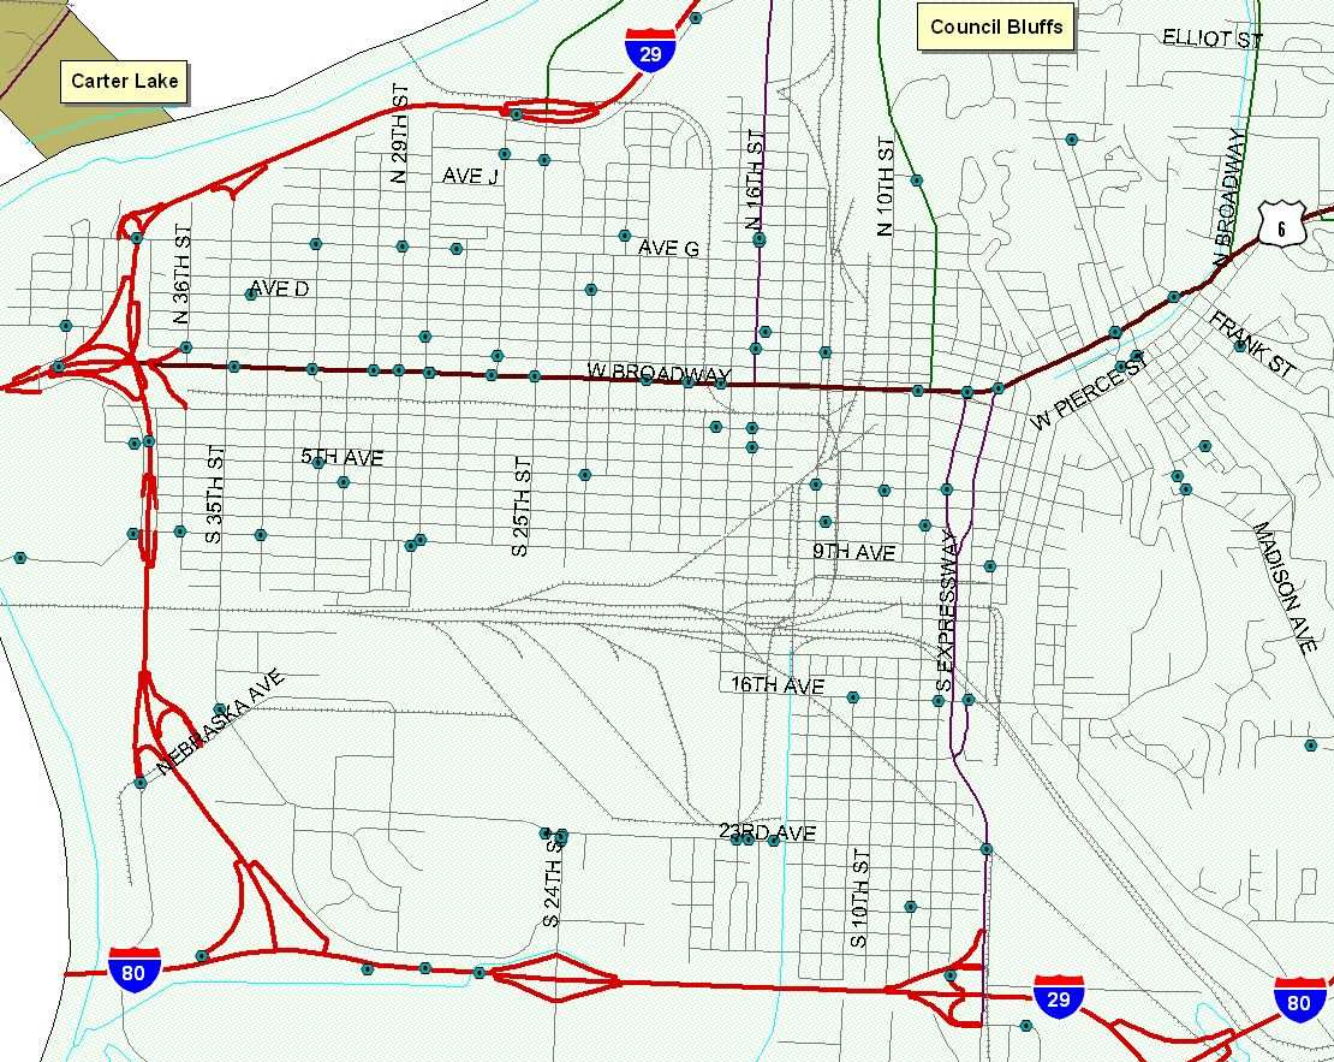 Council Bluffs
ELLIOT ST
29
Carter Lake
N 29TH ST
AVE J
N 16TH ST
N 10TH ST
N BROADWAY
6
N 36TH ST
AVE G
AVE D
FRANK ST
W BROADWAY
W PIERCE ST
5TH AVE
S 35TH ST
S 25TH ST
9TH AVE
S EXPRESSWAY
MADISON AVE
16TH AVE
NEBRASKA AVE
23RD AVE
S 24TH ST
S 10TH ST
80
29
80